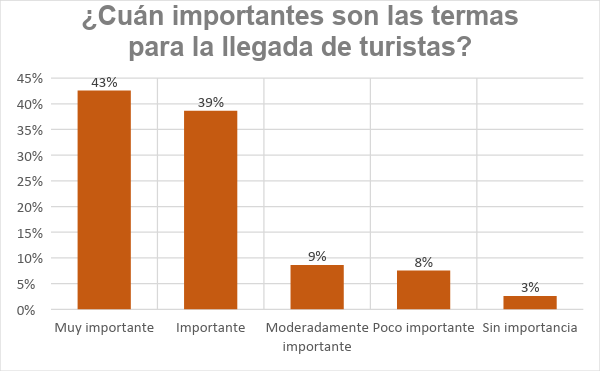 ¿Cuán importantes son las termas
para la llegada de turistas?
45%
40%
35%
30%
25%
20%
15%
10%
5%
0%
43%
39%
9%
8%
3%
Muy importante
Importante
Moderadamente
importante
Poco importante
Sin importancia